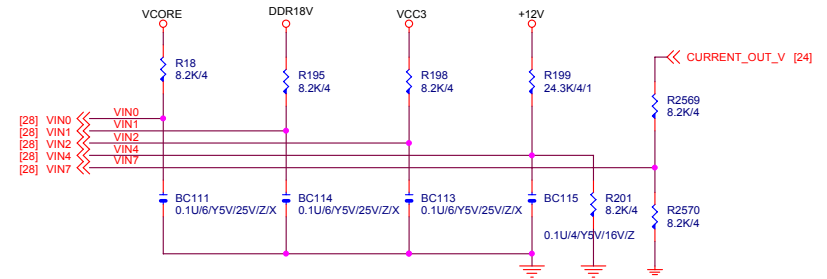 VCORE DDR18V VCC3 +12V
CURRENT_OUT_V [24]
R18
8.2K/4
R195
8.2K/4
R198
8.2K/4
R199
24.3K/4/1
R2569
8.2K/4
[28] VIN0 VIN0
[28] VIN1 VIN1
[28] VIN2 VIN2
[28] VIN4 VIN4
[28] VIN7 VIN7
BC111
0.1U/6/Y5V/25V/Z/X
BC114
0.1U/6/Y5V/25V/Z/X
BC113
0.1U/6/Y5V/25V/Z/X
BC115
0.1U/4/Y5V/16V/Z
R201
8.2K/4
R2570
8.2K/4